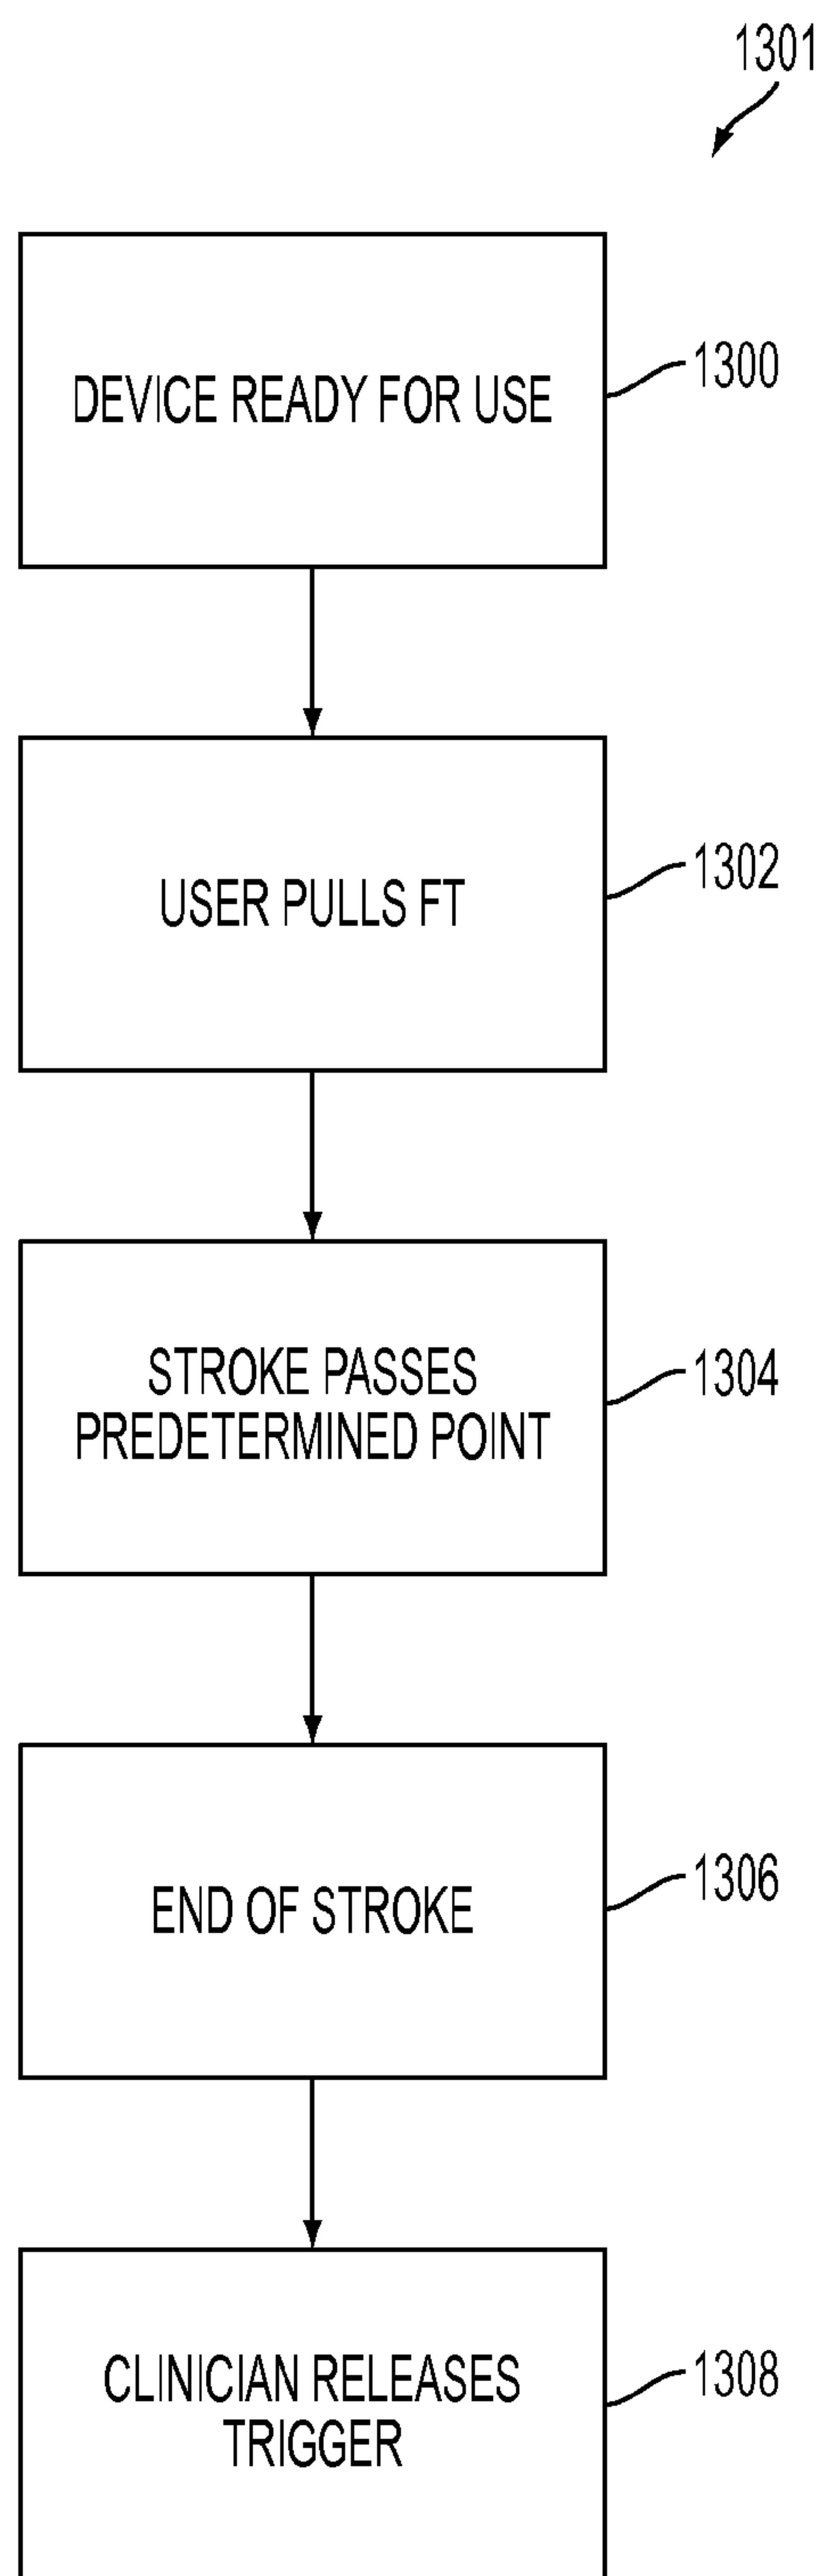 1301
DEVICE READY FOR USE
1300
USER PULLS FT
1302
STROKE PASSES
PREDETERMINED POINT
1304
END OF STROKE
1306
CLINICIAN RELEASES
TRIGGER
1308